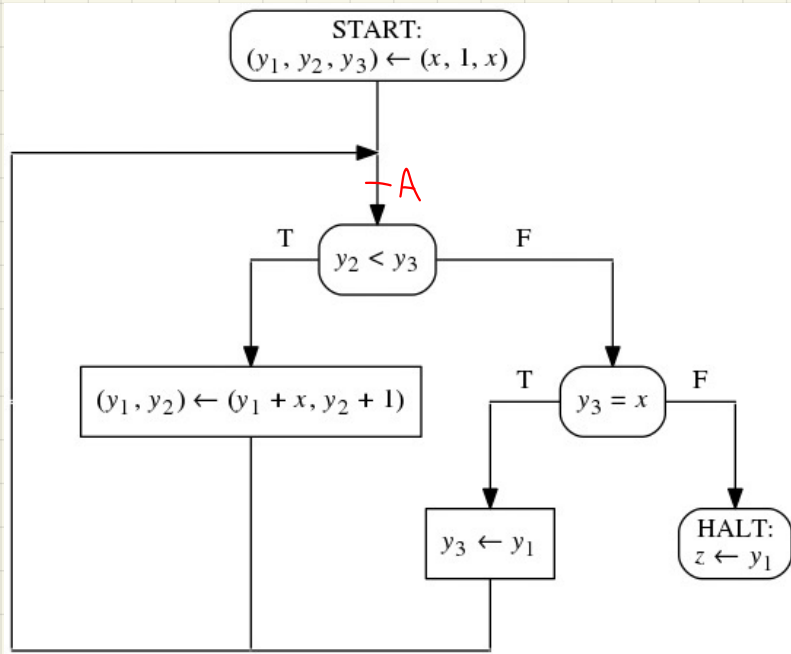 START:
(y₁, y₂, y₃) ← (x, 1, x)
A
T
F
y₂ < y₃
T
F
(y₁, y₂) ← (y₁ + x, y₂ + 1)
y₃ = x
y₃ ← y₁
HALT:
z ← y₁